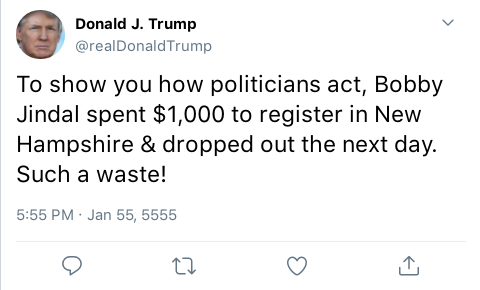 Donald J. Trump
@realDonaldTrump
To show you how politicians act, Bobby
Jindal spent $1,000 to register in New
Hampshire & dropped out the next day.
Such a waste!
5:55 PM · Jan 55, 5555